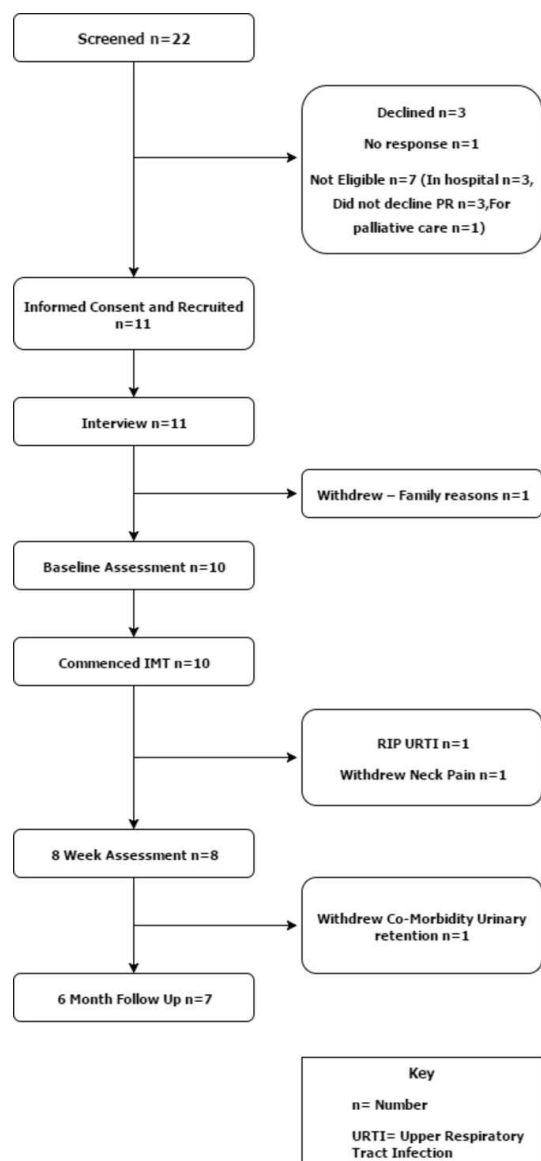 Screened n=22
Declined n=3
No response n=1
Not Eligible n=7 (In hospital n=3,
Did not decline PR n=3,For
palliative care n=1)
Informed Consent and Recruited
n=11
Interview n=11
Withdrew – Family reasons n=1
Baseline Assessment n=10
Commenced IMT n=10
RIP URTI n=1
Withdrew Neck Pain n=1
8 Week Assessment n=8
Withdrew Co-Morbidity Urinary
retention n=1
6 Month Follow Up n=7
Key
n= Number
URTI= Upper Respiratory
Tract Infection